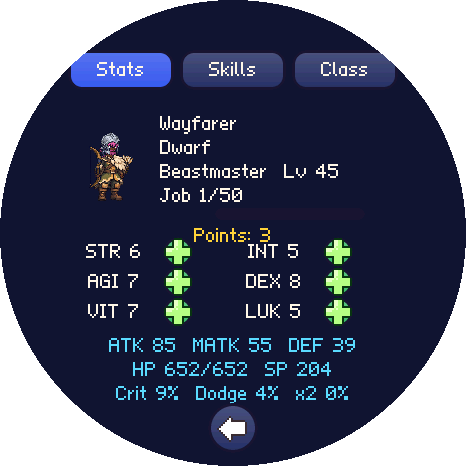 Stats Skills Class
Wayfarer
Dwarf
Beastmaster Lv 45
Job 1/50
Points: 3
STR 6 INT 5
AGI 7 DEX 8
VIT 7 LUK 5
ATK 85 MATK 55 DEF 39
HP 652/652 SP 204
Crit 9% Dodge 4% x2 0%